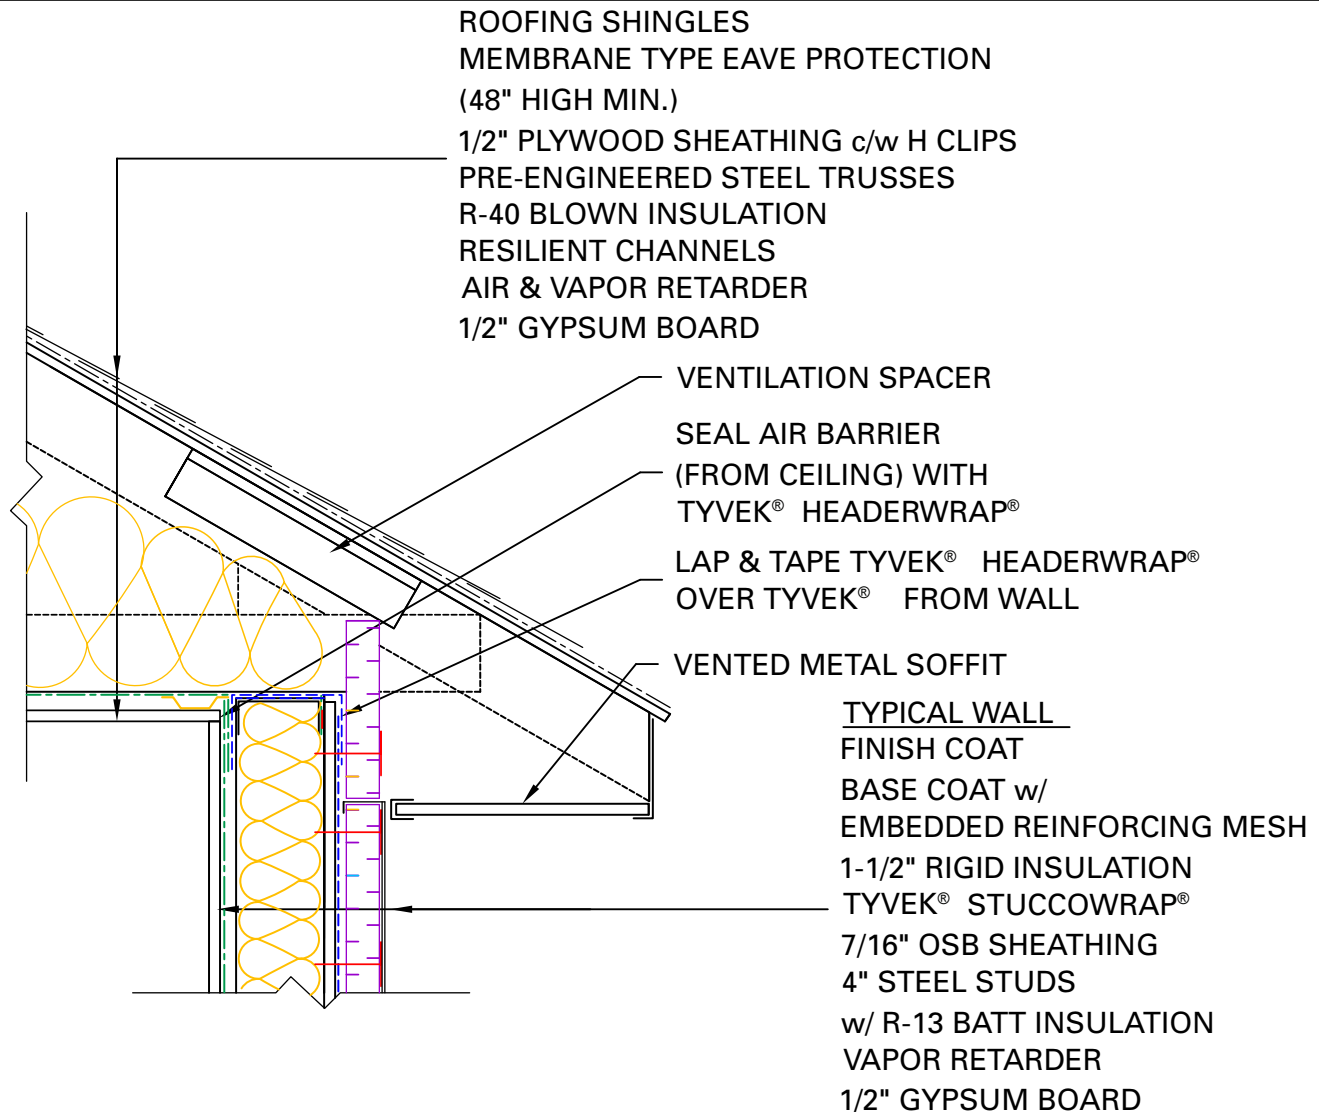 ROOFING SHINGLES
MEMBRANE TYPE EAVE PROTECTION
(48" HIGH MIN.)
1/2" PLYWOOD SHEATHING c/w H CLIPS
PRE-ENGINEERED STEEL TRUSSES
R-40 BLOWN INSULATION
RESILIENT CHANNELS
AIR & VAPOR RETARDER
1/2" GYPSUM BOARD
VENTILATION SPACER
SEAL AIR BARRIER
(FROM CEILING) WITH
TYVEK® HEADERWRAP®
LAP & TAPE TYVEK® HEADERWRAP®
OVER TYVEK® FROM WALL
VENTED METAL SOFFIT
TYPICAL WALL
FINISH COAT
BASE COAT w/
EMBEDDED REINFORCING MESH
1-1/2" RIGID INSULATION
TYVEK® STUCCOWRAP®
7/16" OSB SHEATHING
4" STEEL STUDS
w/ R-13 BATT INSULATION
VAPOR RETARDER
1/2" GYPSUM BOARD